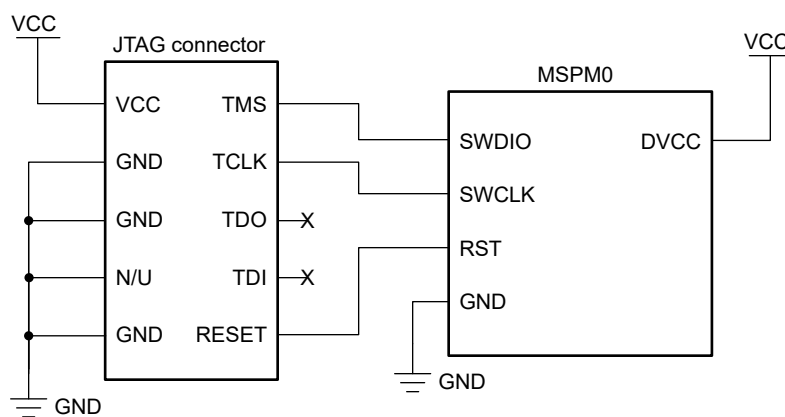 VCC
JTAG connector
VCC
TMS
GND
TCLK
GND
TDO
X
N/U
TDI
X
GND
RESET
GND
VCC
MSPM0
SWDIO
DVCC
SWCLK
RST
GND
GND